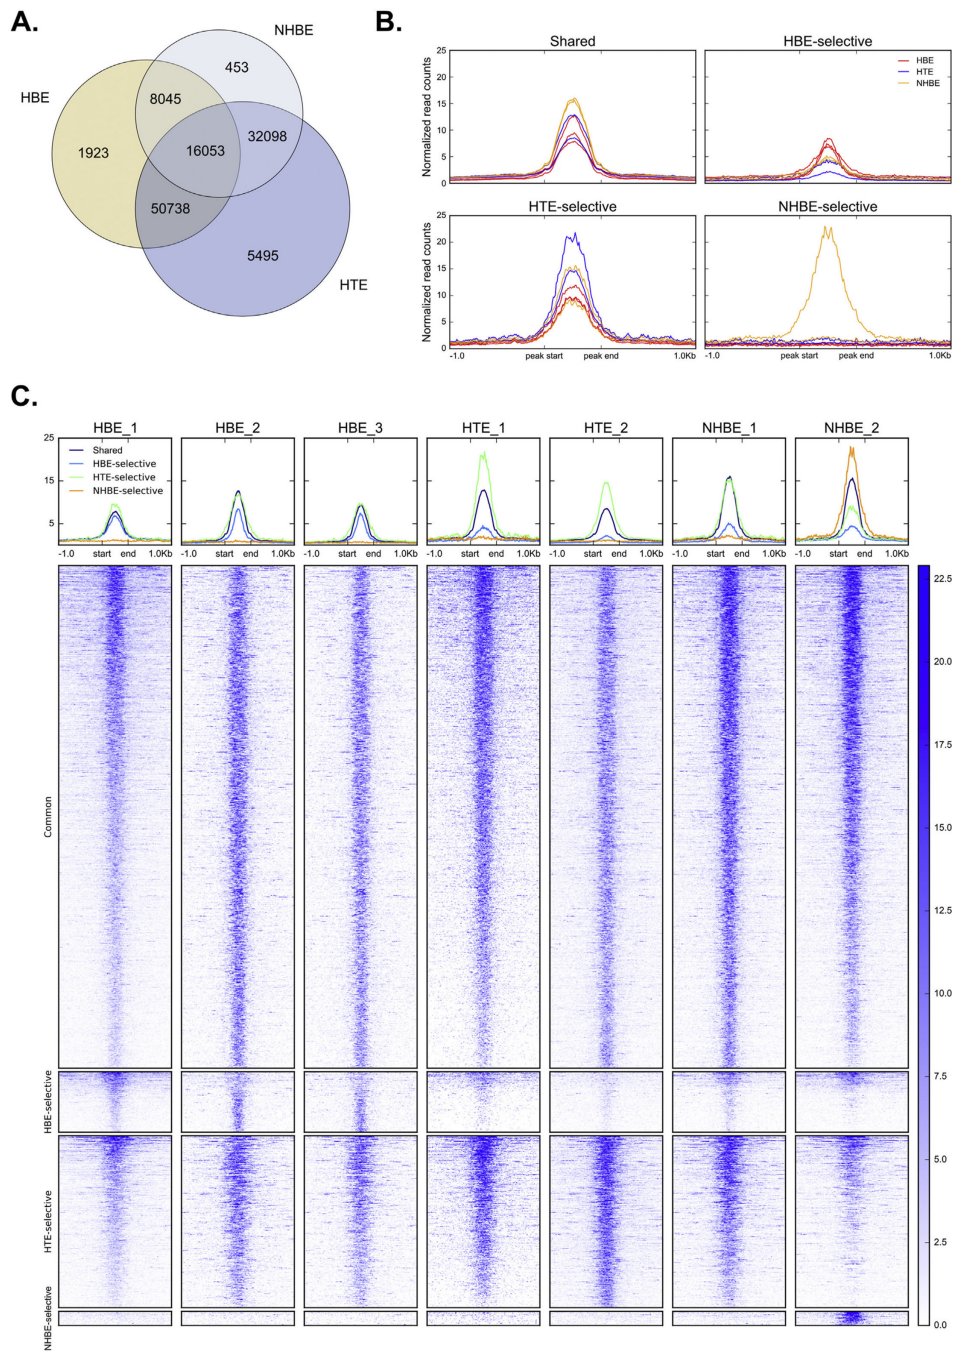 A.
NHBE
HBE
453
8045
1923
16053
32098
50738
5495
HTE
B.
Shared
HBE-selective
Normalized read counts
25
20
15
10
5
0
HBE
HTE
NHBE
HTE-selective
NHBE-selective
Normalized read counts
25
20
15
10
5
0
-1.0 peak start peak end 1.0Kb
-1.0 peak start peak end 1.0Kb
C.
HBE_1 HBE_2 HBE_3 HTE_1 HTE_2 NHBE_1 NHBE_2
25
15
5
Shared
HBE-selective
HTE-selective
NHBE-selective
-1.0 start end 1.0Kb -1.0 start end 1.0Kb -1.0 start end 1.0Kb -1.0 start end 1.0Kb -1.0 start end 1.0Kb -1.0 start end 1.0Kb -1.0 start end 1.0Kb
Common
HBE-selective
HTE-selective
NHBE-selective
22.5
20.0
17.5
15.0
12.5
10.0
7.5
5.0
2.5
0.0